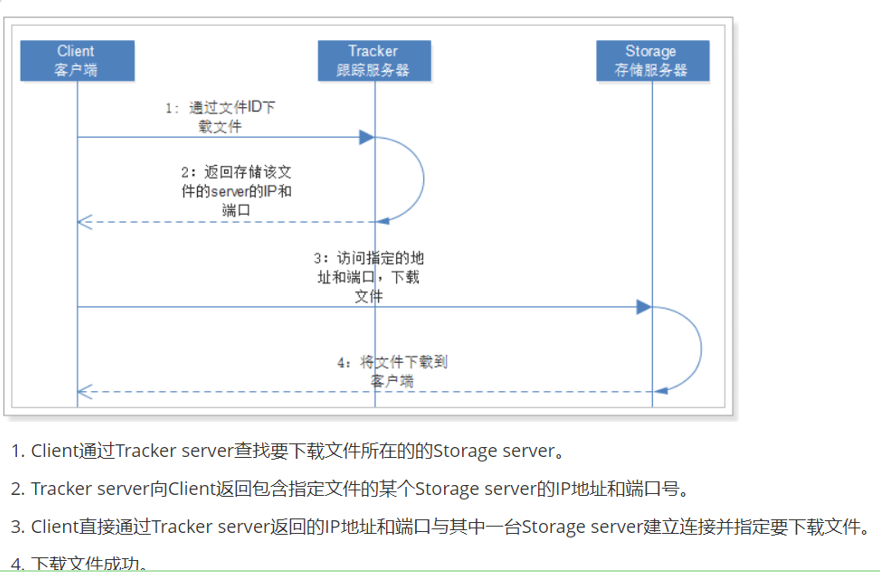 Client
客户端
Tracker
跟踪服务器
Storage
存储服务器
1: 通过文件ID下
载文件
2: 返回存储该文
件的server的IP和
端口
3: 访问指定的地
址和端口，下载
文件
4: 将文件下载到
客户端
1. Client通过Tracker server查找要下载文件所在的的Storage server。
2. Tracker server向Client返回包含指定文件的某个Storage server的IP地址和端口号。
3. Client直接通过Tracker server返回的IP地址和端口与其中一台Storage server建立连接并指定要下载文件。
4. 下载文件成功。